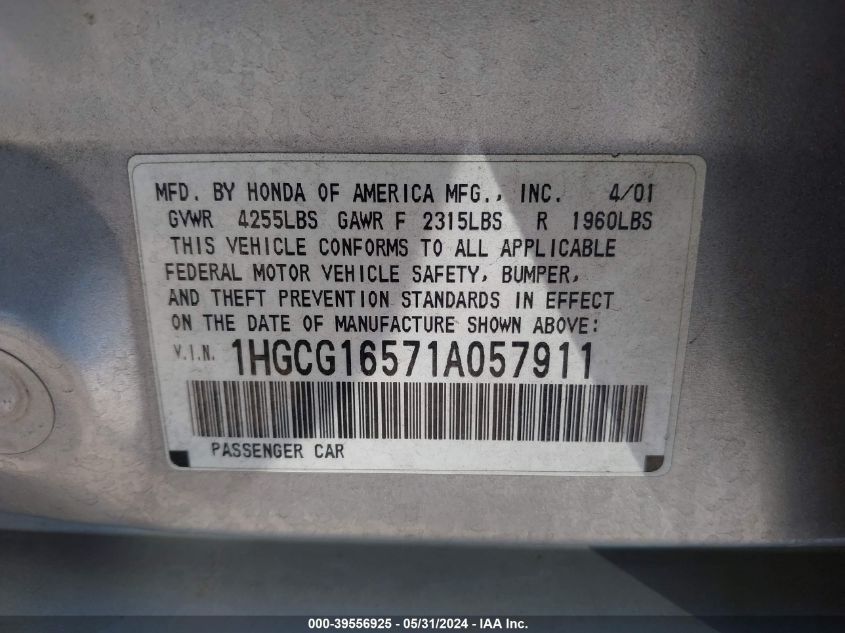 MFD. BY HONDA OF AMERICA MFG., INC. 4/01
GVWR 4255LBS GAWR F 2315LBS R 1960LBS
THIS VEHICLE CONFORMS TO ALL APPLICABLE
FEDERAL MOTOR VEHICLE SAFETY, BUMPER,
AND THEFT PREVENTION STANDARDS IN EFFECT
ON THE DATE OF MANUFACTURE SHOWN ABOVE:
V.I.N. 1HGCG16571A057911
PASSENGER CAR
000-39556925 - 05/31/2024 - IAA Inc.